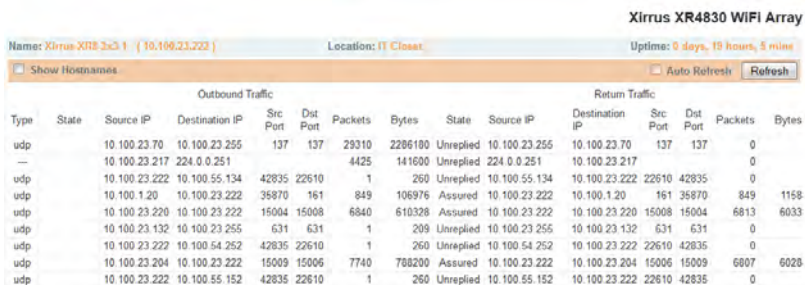 Xirrus XR4830 WiFi Array
Name: Xirrus-XR8-2x3-1 ( 10.100.23.222 ) Location: IT Closet Uptime: 0 days, 19 hours, 5 mins
Show Hostnames Auto Refresh Refresh
Outbound Traffic Return Traffic
Type State Source IP Destination IP Src Port Dst Port Packets Bytes State Source IP Destination IP Src Port Dst Port Packets Bytes
udp 10.100.23.70 10.100.23.255 137 137 29310 2286180 Unreplied 10.100.23.255 10.100.23.70 137 137 0
--- 10.100.23.217 224.0.0.251 4425 141600 Unreplied 224.0.0.251 10.100.23.217 0
udp 10.100.23.222 10.100.55.134 42835 22610 1 260 Unreplied 10.100.55.134 10.100.23.222 22610 42835 0
udp 10.100.1.20 10.100.23.222 35870 161 849 106976 Assured 10.100.23.222 10.100.1.20 161 35870 849 1158
udp 10.100.23.220 10.100.23.222 15004 15008 6840 610328 Assured 10.100.23.222 10.100.23.220 15008 15004 6813 6033
udp 10.100.23.132 10.100.23.255 631 631 1 209 Unreplied 10.100.23.255 10.100.23.132 631 631 0
udp 10.100.23.222 10.100.54.252 42835 22610 1 260 Unreplied 10.100.54.252 10.100.23.222 22610 42835 0
udp 10.100.23.204 10.100.23.222 15009 15006 7740 788200 Assured 10.100.23.222 10.100.23.204 15006 15009 6807 6028
udp 10.100.23.222 10.100.55.152 42835 22610 1 260 Unreplied 10.100.55.152 10.100.23.222 22610 42835 0